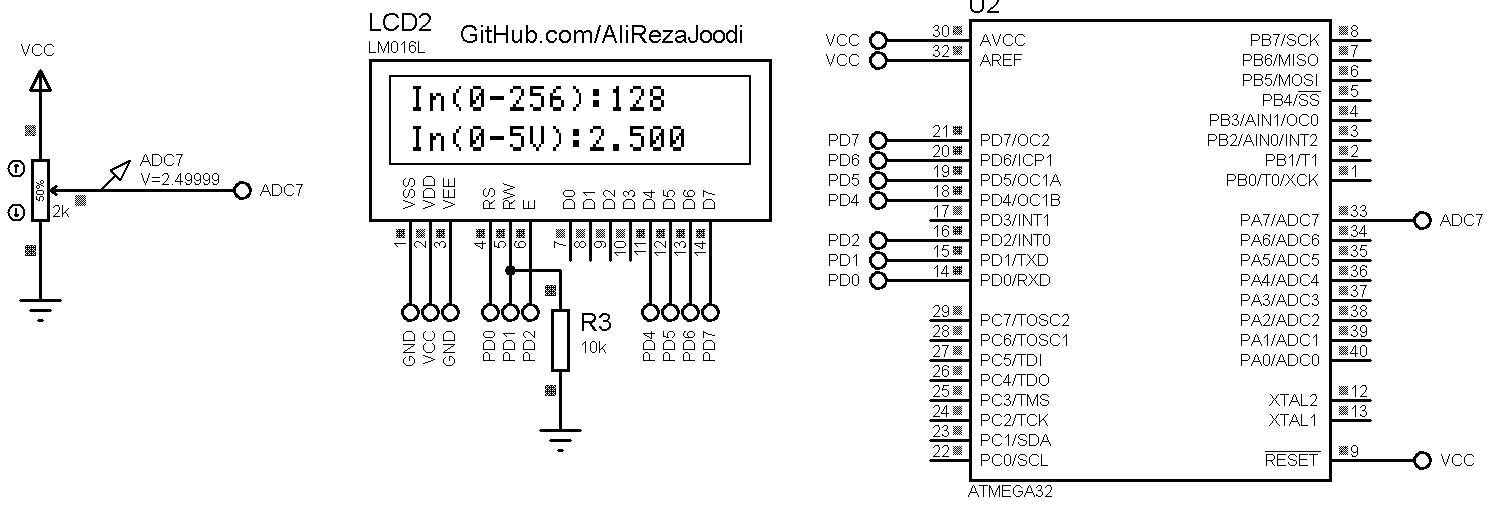 VCC
50%
2k
ADC7
V=2.49999
ADC7
LCD2
LM016L
GitHub.com/AliRezaJoodi
In(0-256):128
In(0-5V):2.500
VSS VDD VEE RS RW E D0 D1 D2 D3 D4 D5 D6 D7
1 2 3 4 5 6 7 8 9 10 11 12 13 14
GND VCC GND PD0 PD1 PD2 PD4 PD5 PD6 PD7
R3
10k
U2
VCC 30 AVCC
VCC 32 AREF
PD7 21 PD7/OC2
PD6 20 PD6/ICP1
PD5 19 PD5/OC1A
PD4 18 PD4/OC1B
17 PD3/INT1
PD2 16 PD2/INT0
PD1 15 PD1/TXD
PD0 14 PD0/RXD
29 PC7/TOSC2
28 PC6/TOSC1
27 PC5/TDI
26 PC4/TDO
25 PC3/TMS
24 PC2/TCK
23 PC1/SDA
22 PC0/SCL
PB7/SCK 8
PB6/MISO 7
PB5/MOSI 6
PB4/SS 5
PB3/AIN1/OC0 4
PB2/AIN0/INT2 3
PB1/T1 2
PB0/T0/XCK 1
PA7/ADC7 33 ADC7
PA6/ADC6 34
PA5/ADC5 35
PA4/ADC4 36
PA3/ADC3 37
PA2/ADC2 38
PA1/ADC1 39
PA0/ADC0 40
XTAL2 12
XTAL1 13
RESET 9 VCC
ATMEGA32